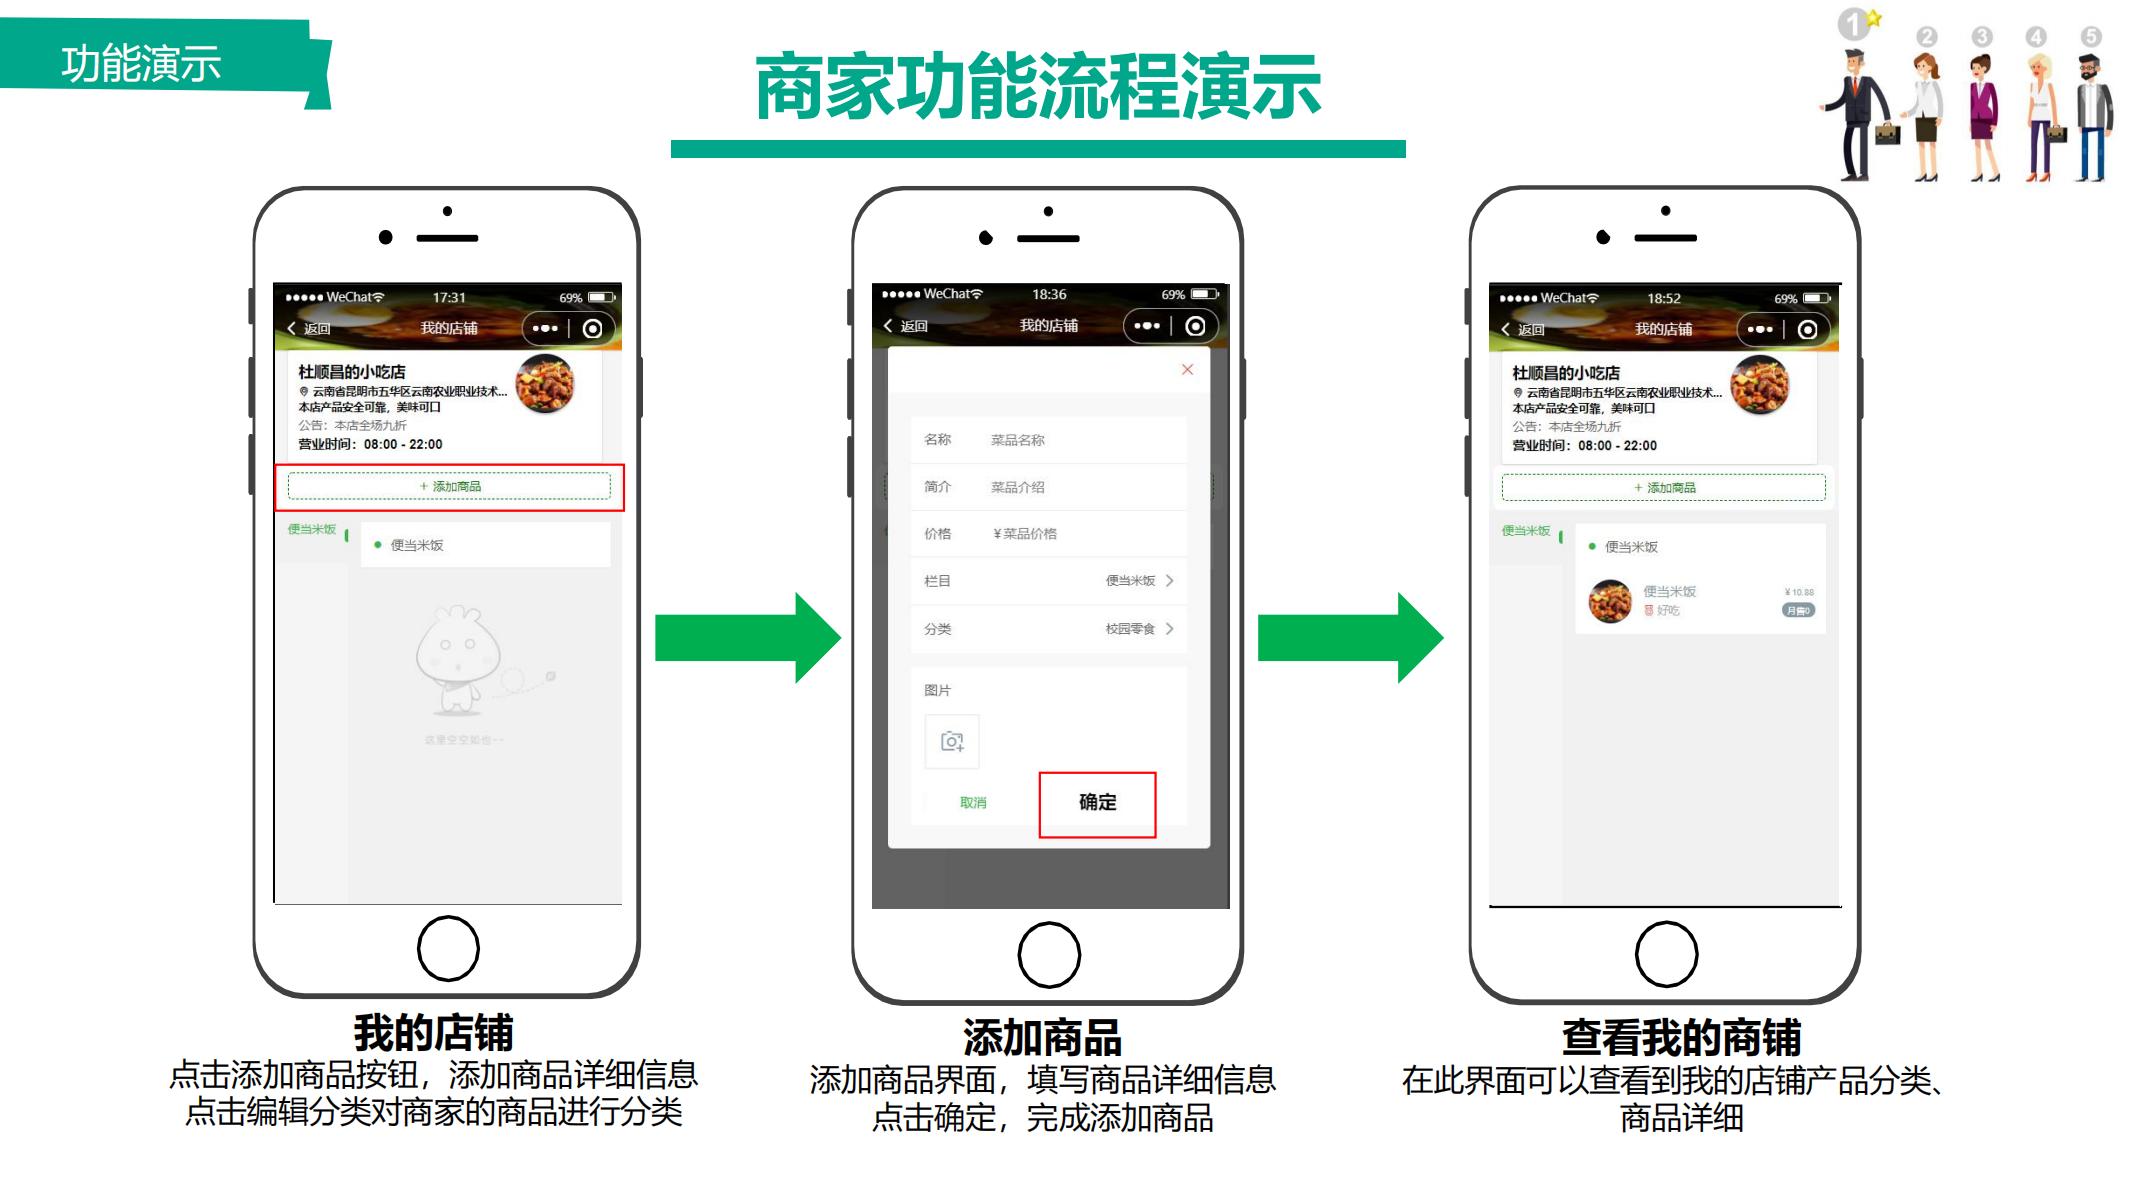 功能演示
商家功能流程演示
1
2
3
4
5
WeChat 17:31 69%
返回 我的店铺
杜顺昌的小吃店
云南省昆明市五华区云南农业职业技术...
本店产品安全可靠，美味可口
公告：本店全场九折
营业时间：08:00 - 22:00
+ 添加商品
便当米饭
便当米饭
这里空空如也~~
我的店铺
点击添加商品按钮，添加商品详细信息
点击编辑分类对商家的商品进行分类
WeChat 18:36 69%
返回 我的店铺
名称 菜品名称
简介 菜品介绍
价格 ¥菜品价格
栏目 便当米饭
分类 校园零食
图片
取消 确定
添加商品
添加商品界面，填写商品详细信息
点击确定，完成添加商品
WeChat 18:52 69%
返回 我的店铺
杜顺昌的小吃店
云南省昆明市五华区云南农业职业技术...
本店产品安全可靠，美味可口
公告：本店全场九折
营业时间：08:00 - 22:00
+ 添加商品
便当米饭
便当米饭
便当米饭 ¥10.88
好吃 月售0
查看我的商铺
在此界面可以查看到我的店铺产品分类、
商品详细